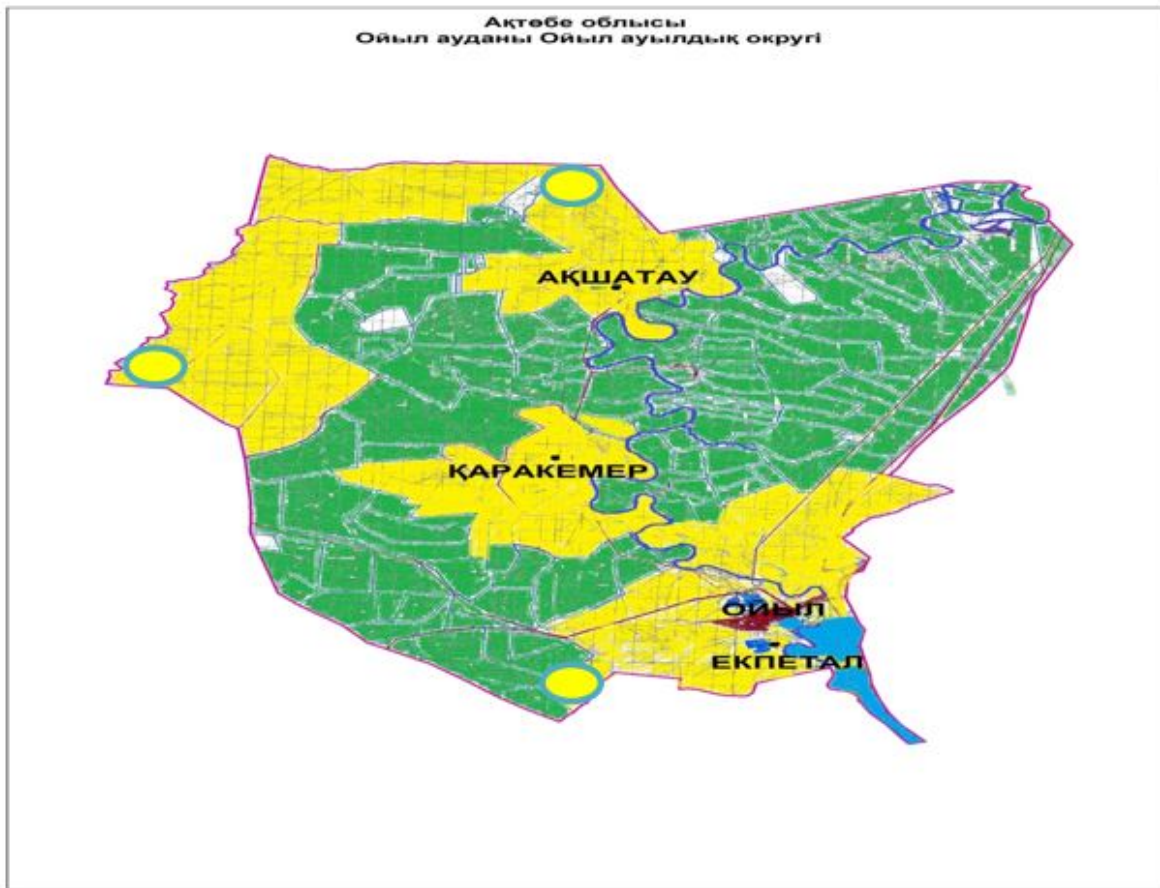 Ақтөбе облысы
Ойыл ауданы Ойыл ауылдық округі
АҚШАТАУ
ҚАРАКЕМЕР
ОЙЫЛ
ЕКПЕТАЛ